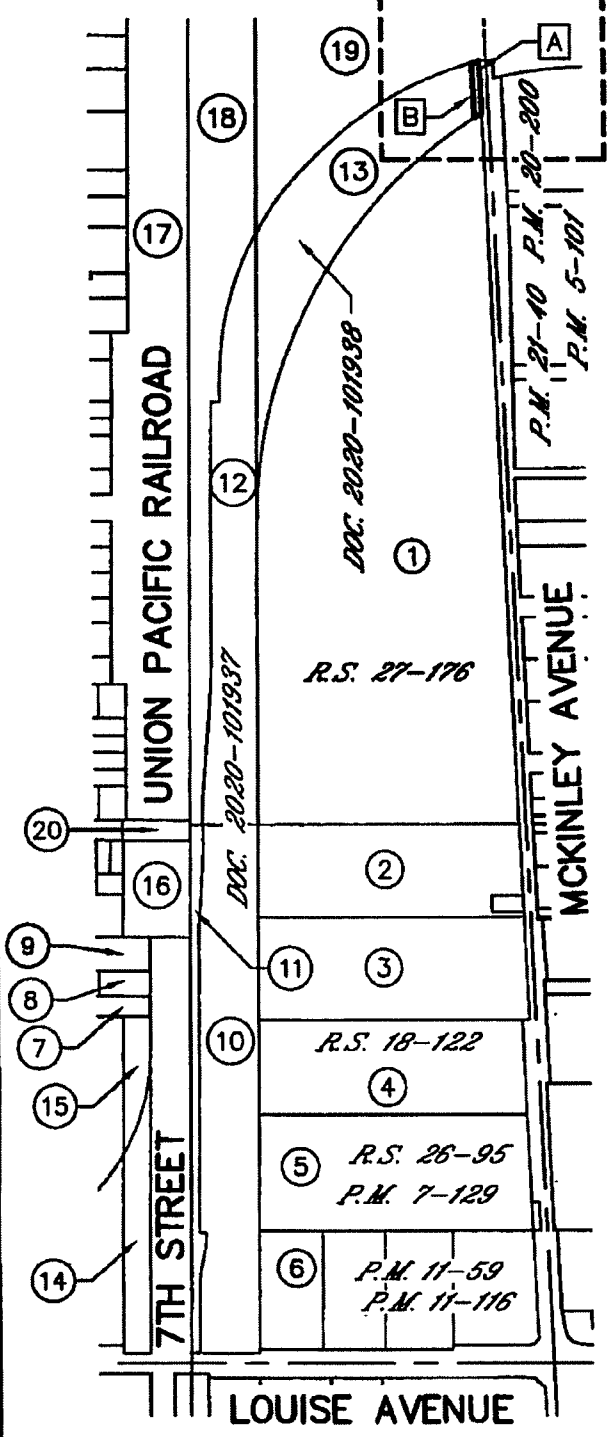 19
A
18
B
13
17
P.M. 20-200
P.M. 21-40
P.M. 5-101
UNION PACIFIC RAILROAD
DOC. 2020-101938
12
1
R.S. 27-176
MCKINLEY AVENUE
DOC. 2020-101937
20
2
16
9
11
3
8
7
10
R.S. 18-122
15
4
5
R.S. 26-95
P.M. 7-129
7TH STREET
6
P.M. 11-59
14
P.M. 11-116
LOUISE AVENUE